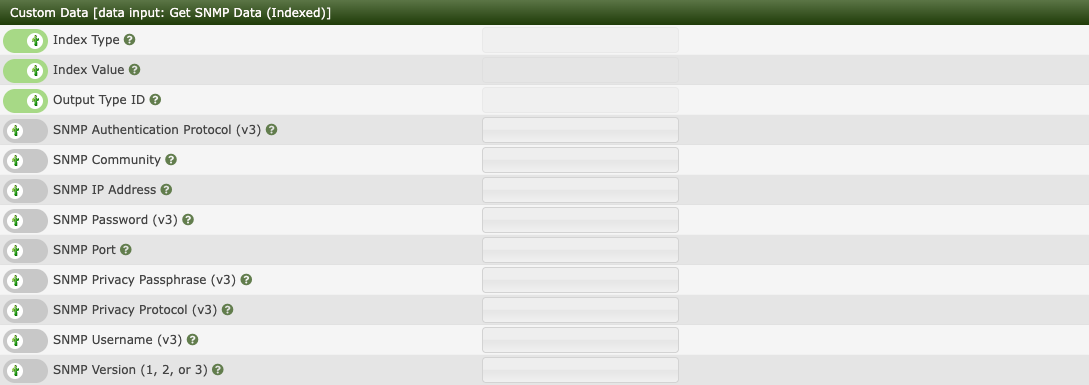 Custom Data [data input: Get SNMP Data (Indexed)]
Index Type ?
Index Value ?
Output Type ID ?
SNMP Authentication Protocol (v3) ?
SNMP Community ?
SNMP IP Address ?
SNMP Password (v3) ?
SNMP Port ?
SNMP Privacy Passphrase (v3) ?
SNMP Privacy Protocol (v3) ?
SNMP Username (v3) ?
SNMP Version (1, 2, or 3) ?